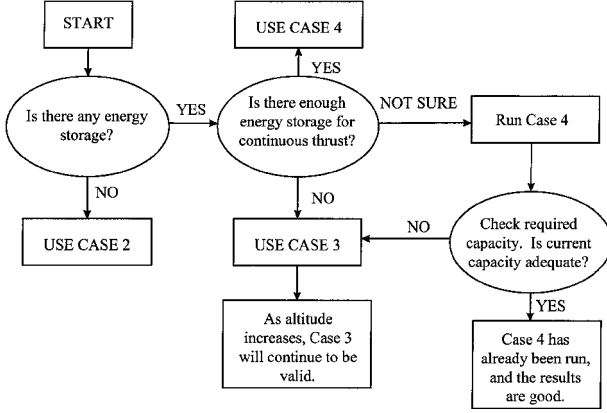 START
USE CASE 4
YES
Is there any energy
storage?
YES
Is there enough
energy storage for
continuous thrust?
NOT SURE
Run Case 4
NO
NO
USE CASE 2
USE CASE 3
NO
Check required
capacity. Is current
capacity adequate?
YES
As altitude
increases, Case 3
will continue to be
valid.
Case 4 has
already been run,
and the results
are good.